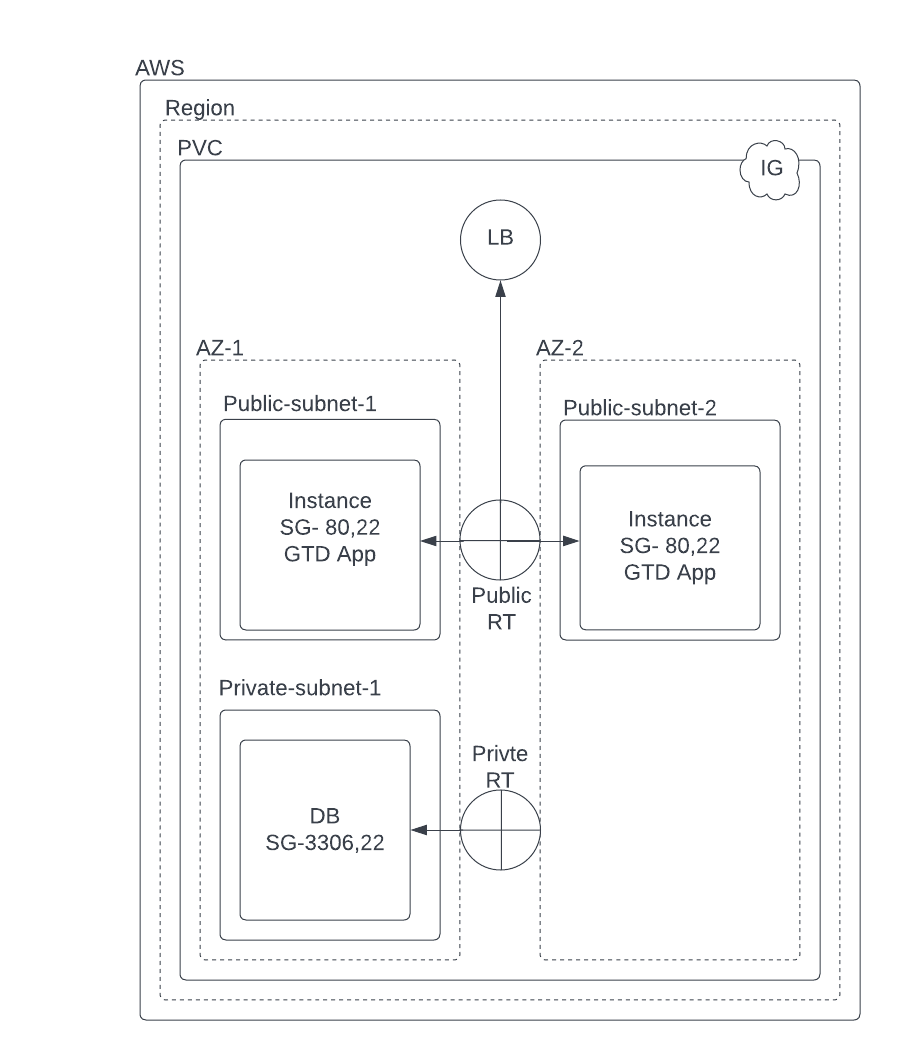 AWS
Region
PVC
IG
LB
AZ-1
AZ-2
Public-subnet-1
Public-subnet-2
Instance
SG- 80,22
GTD App
Instance
SG- 80,22
GTD App
Public
RT
Private-subnet-1
Privte
RT
DB
SG-3306,22